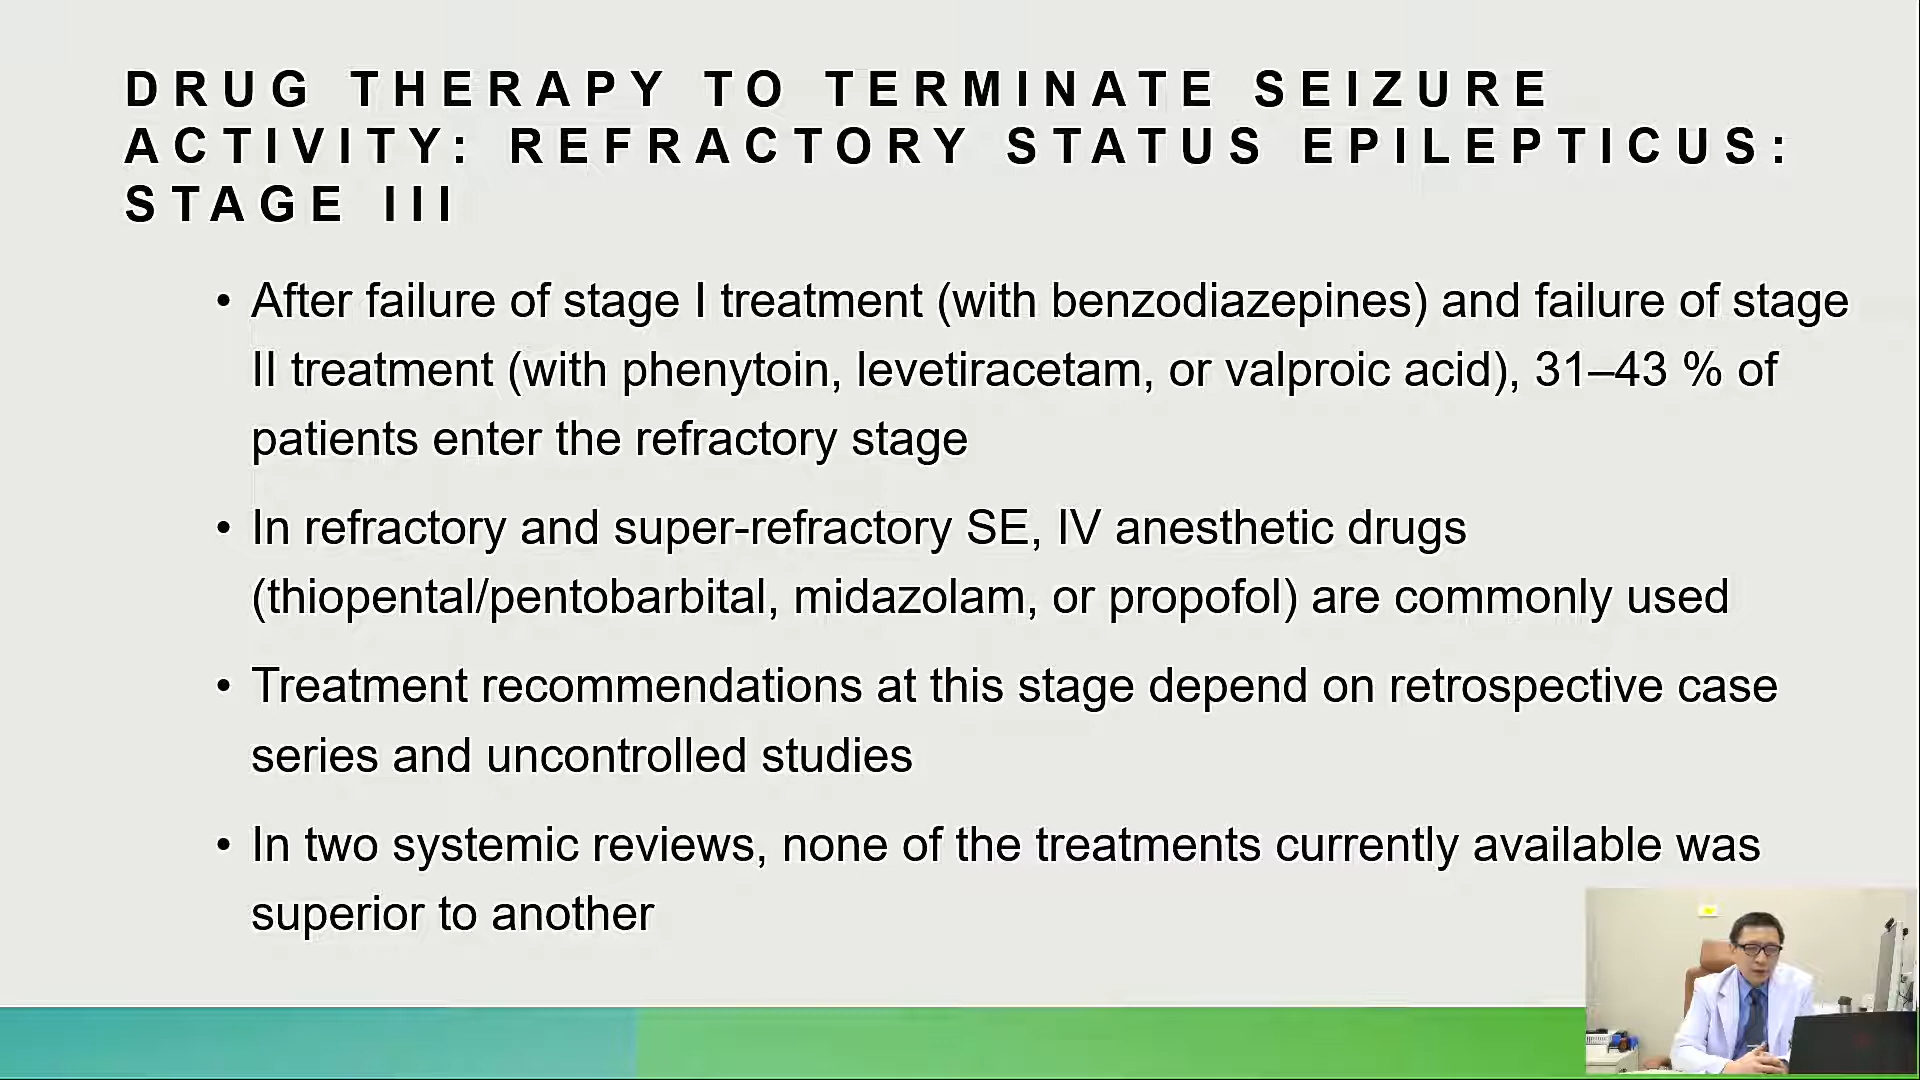 DRUG THERAPY TO TERMINATE SEIZURE
ACTIVITY: REFRACTORY STATUS EPILEPTICUS:
STAGE III
• After failure of stage I treatment (with benzodiazepines) and failure of stage
II treatment (with phenytoin, levetiracetam, or valproic acid), 31–43 % of
patients enter the refractory stage
• In refractory and super-refractory SE, IV anesthetic drugs
(thiopental/pentobarbital, midazolam, or propofol) are commonly used
• Treatment recommendations at this stage depend on retrospective case
series and uncontrolled studies
• In two systemic reviews, none of the treatments currently available was
superior to another